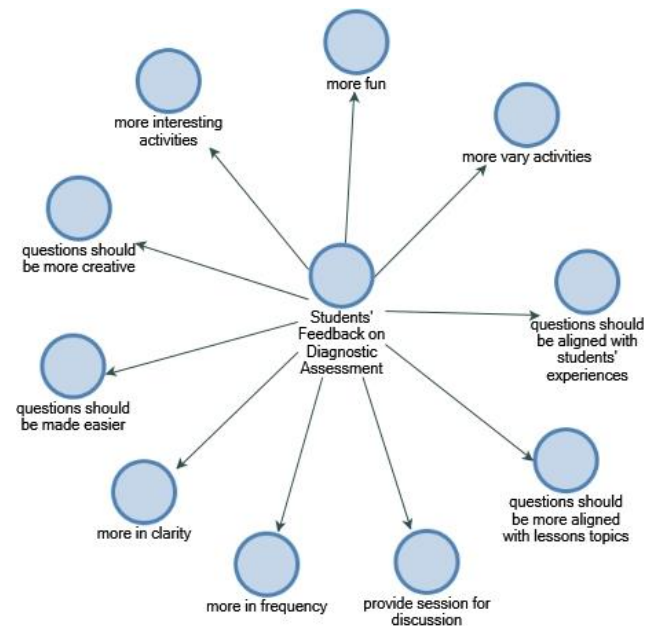 more fun
more interesting
activities
more vary activities
questions should
be more creative
Students'
Feedback on
Diagnostic
Assessment
questions should
be aligned with
students'
experiences
questions should
be made easier
questions should
be more aligned
with lessons topics
more in clarity
more in frequency
provide session for
discussion